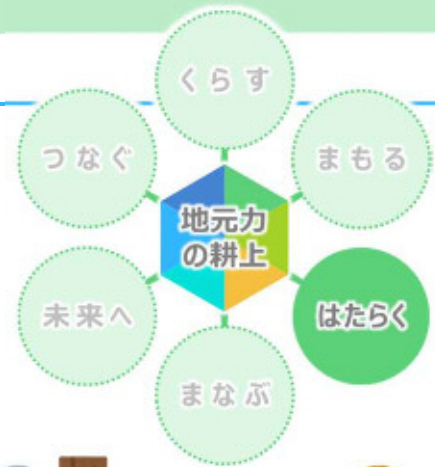 くらす
つなぐ
まもる
地元力
の耕上
未来へ
はたらく
まなぶ